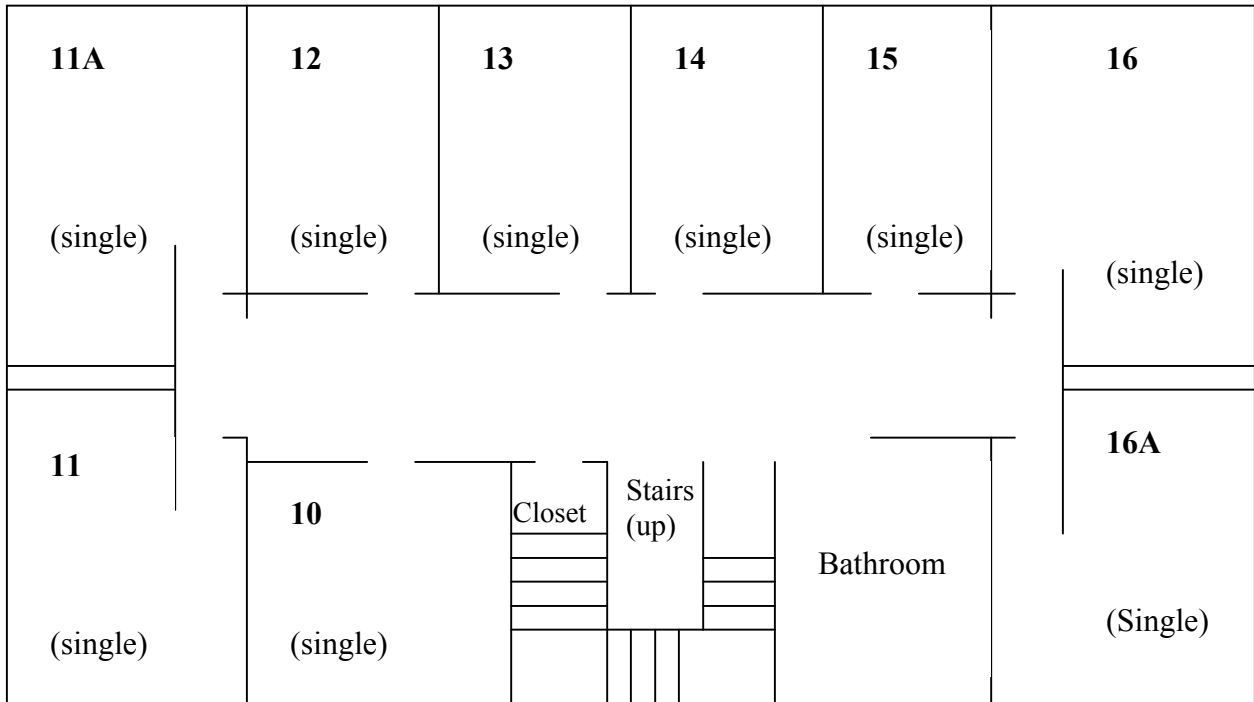 11A
12
13
14
15
16
(single)
(single)
(single)
(single)
(single)
(single)
11
10
Closet
Stairs
(up)
Bathroom
16A
(single)
(single)
(Single)